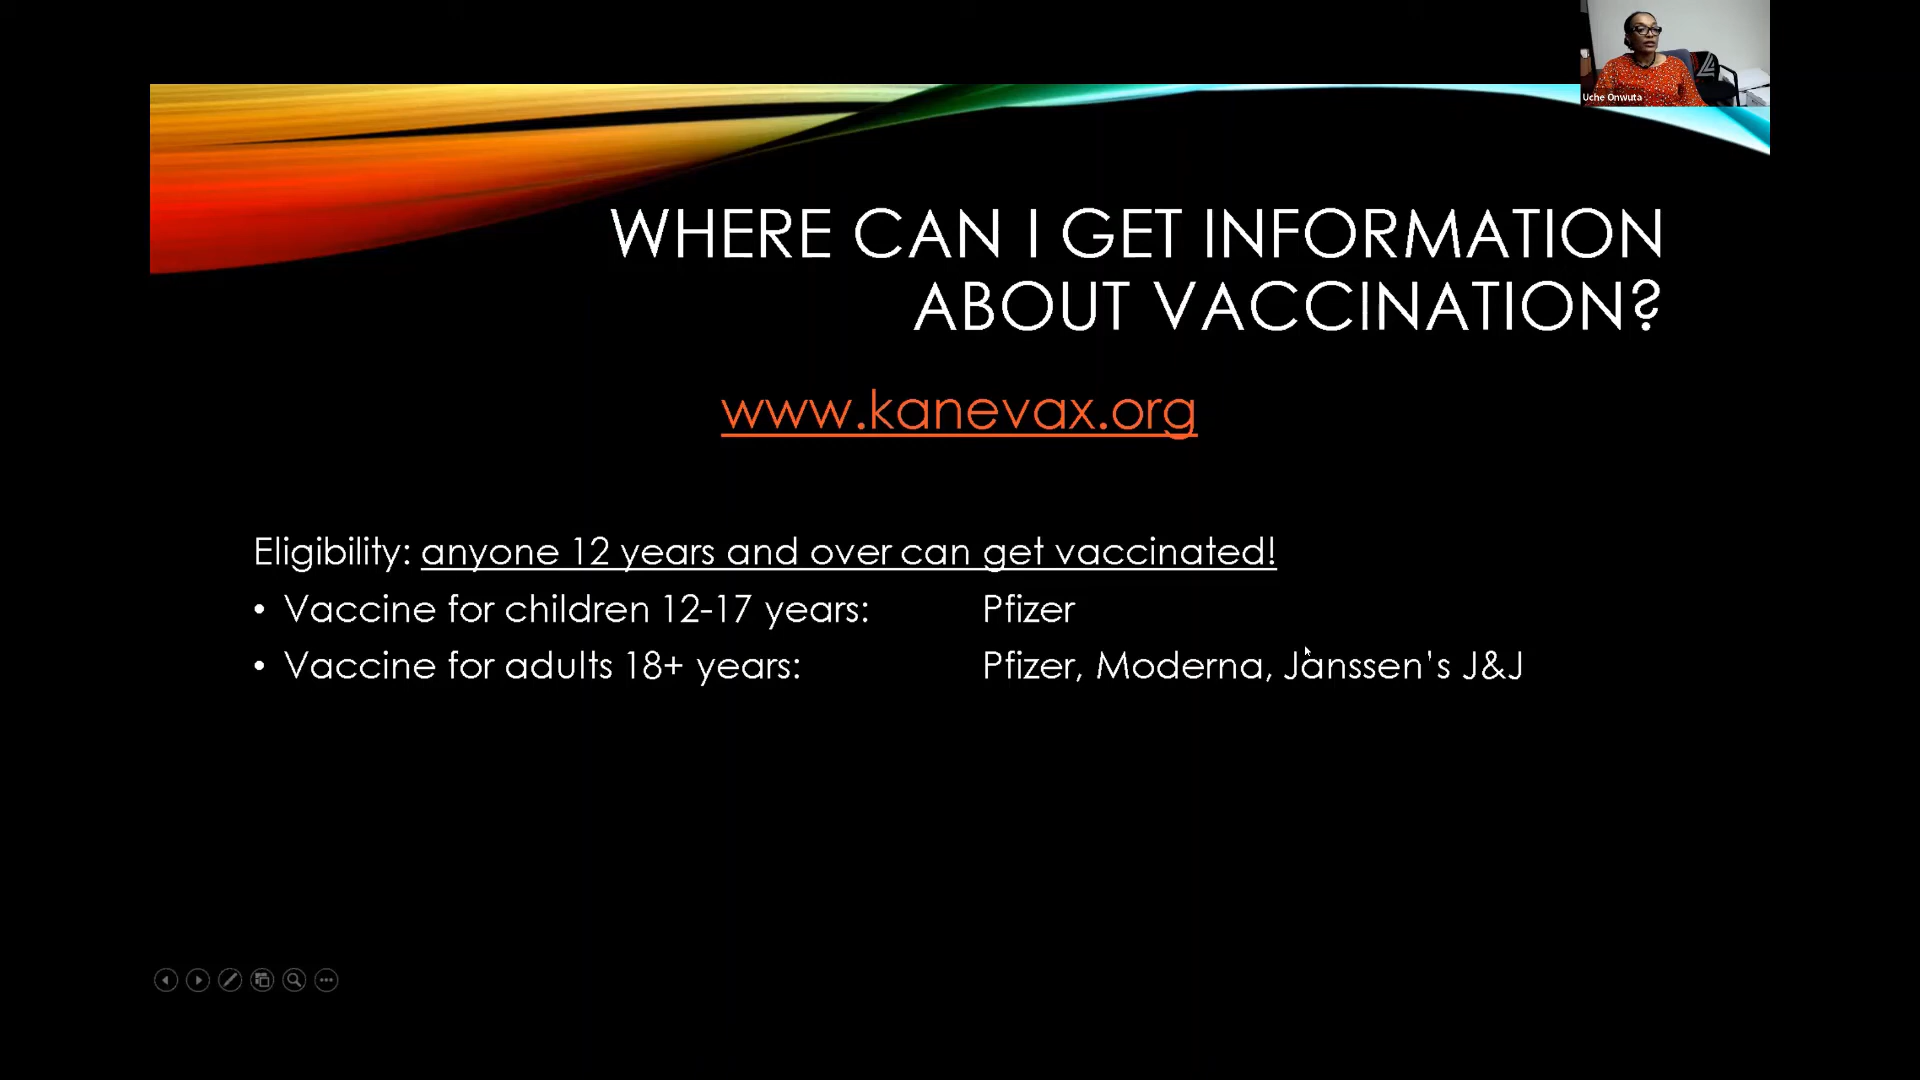 Uche Onwuta
WHERE CAN I GET INFORMATION
ABOUT VACCINATION?
www.kanevax.org
Eligibility: anyone 12 years and over can get vaccinated!
• Vaccine for children 12-17 years: Pfizer
• Vaccine for adults 18+ years: Pfizer, Moderna, Janssen's J&J